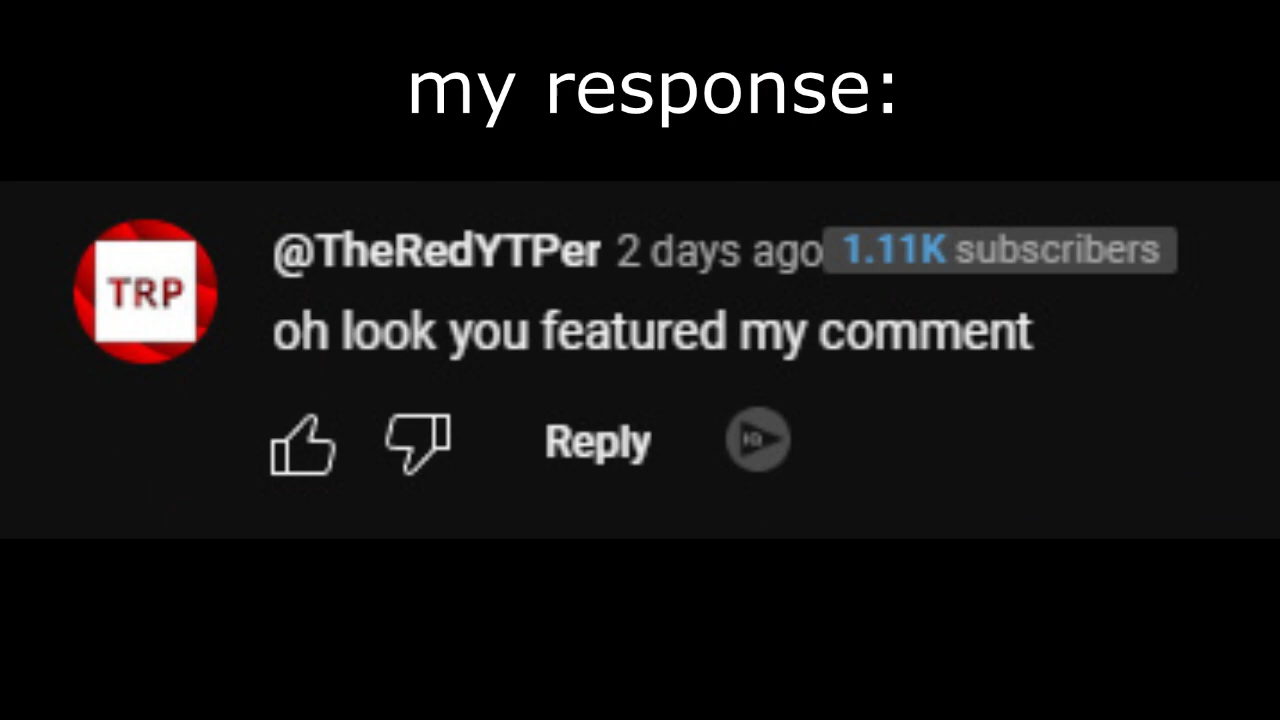 my response:
TRP
@TheRedYTPer 2 days ago 1.11K subscribers
oh look you featured my comment
Reply